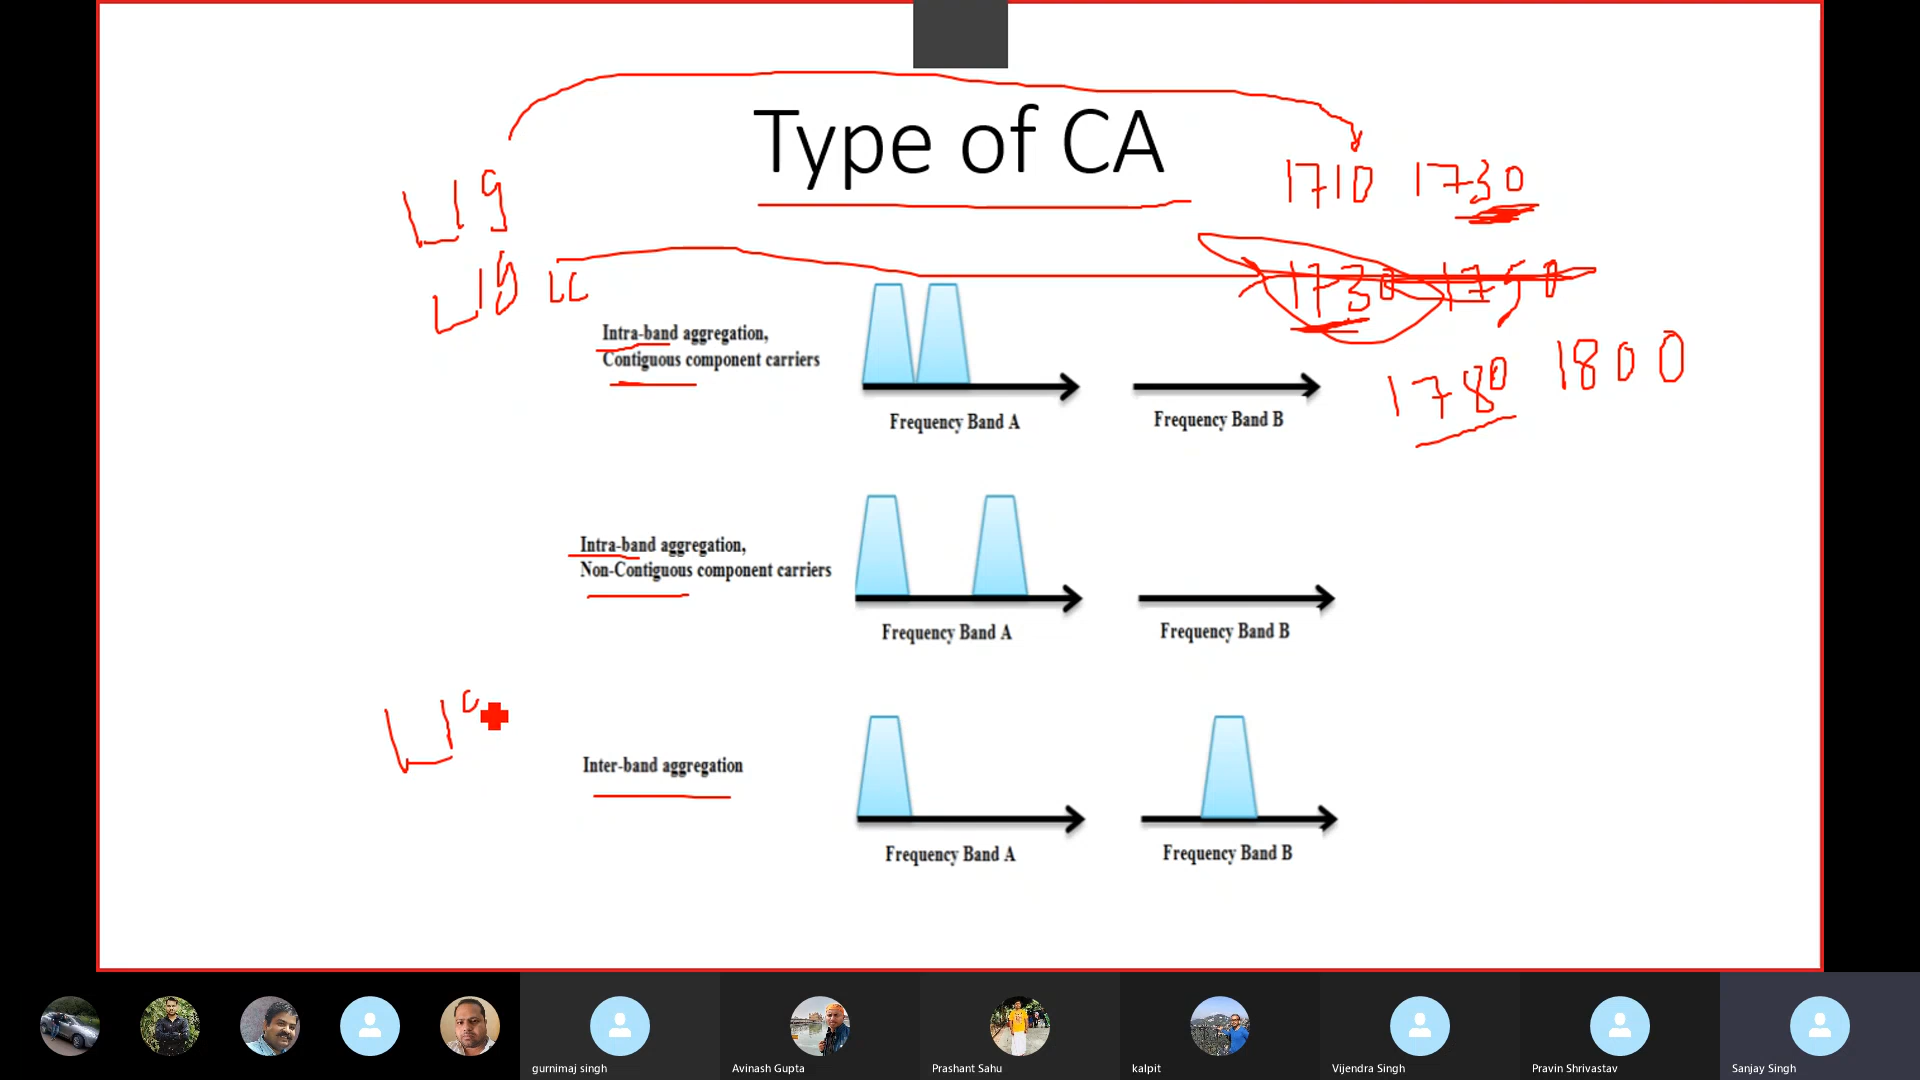 Type of CA
1710 1730
L19
L18 LC
1730 1750
1780 1800
Intra-band aggregation,
Contiguous component carriers
Frequency Band A
Frequency Band B
Intra-band aggregation,
Non-Contiguous component carriers
Frequency Band A
Frequency Band B
Inter-band aggregation
Frequency Band A
Frequency Band B
gurnimaj singh
Avinash Gupta
Prashant Sahu
kalpit
Vijendra Singh
Pravin Shrivastav
Sanjay Singh